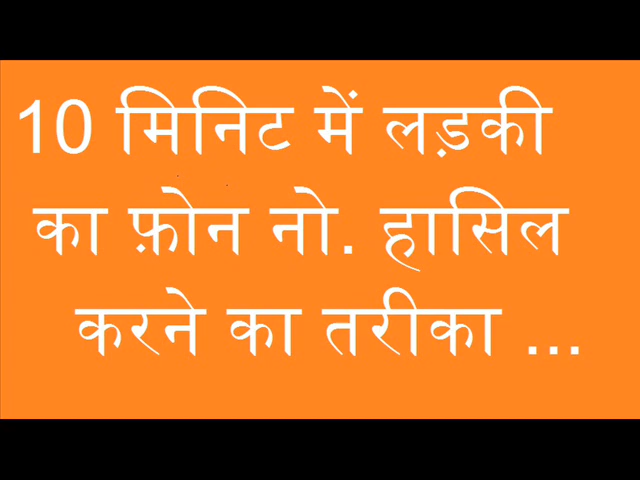 10 मिनिट में लड़की
का फ़ोन नो. हासिल
करने का तरीका ...